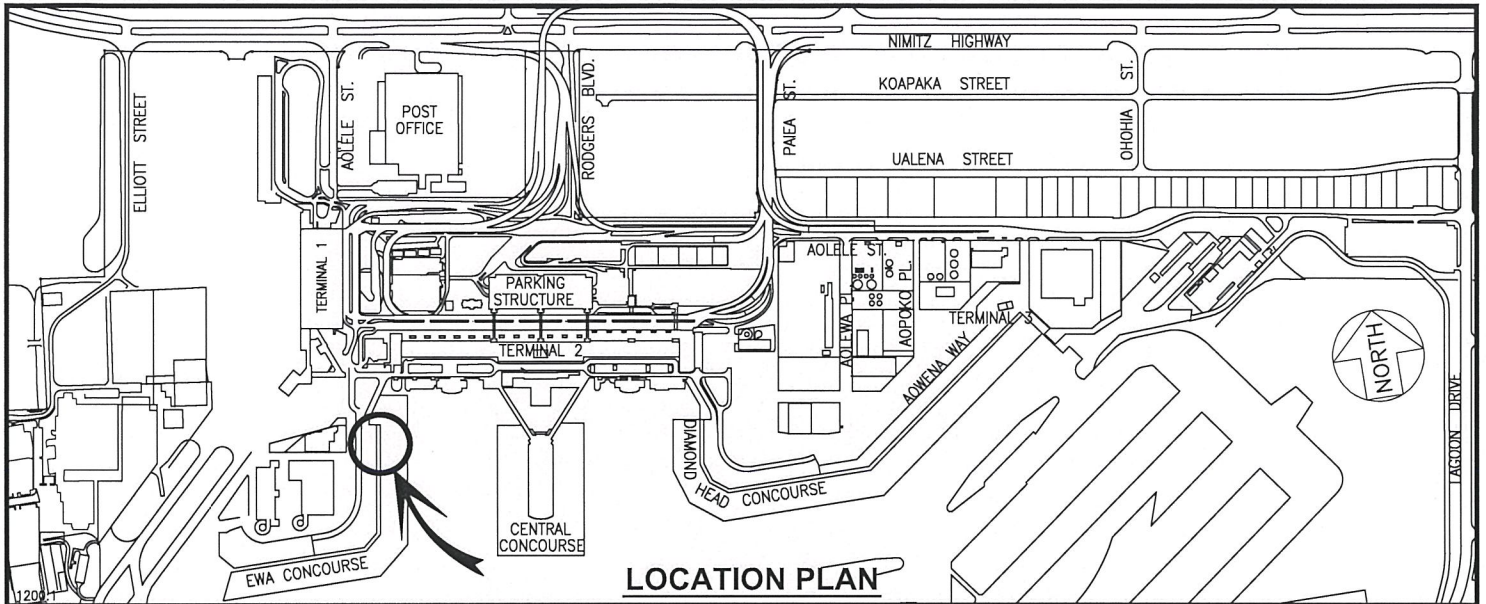 NIMITZ HIGHWAY
KOAPAKA STREET
UALENA STREET
ELLIOTT STREET
AOLELE ST.
POST
OFFICE
RODGERS BLVD.
PAIEA ST.
OHOHIA ST.
TERMINAL 1
PARKING
STRUCTURE
TERMINAL 2
AOLELE ST.
AOLEWA PL.
AOPOKO PL.
TERMINAL 3
AOWENA WAY
NORTH
LAGOON DRIVE
DIAMOND HEAD CONCOURSE
CENTRAL
CONCOURSE
EWA CONCOURSE
LOCATION PLAN